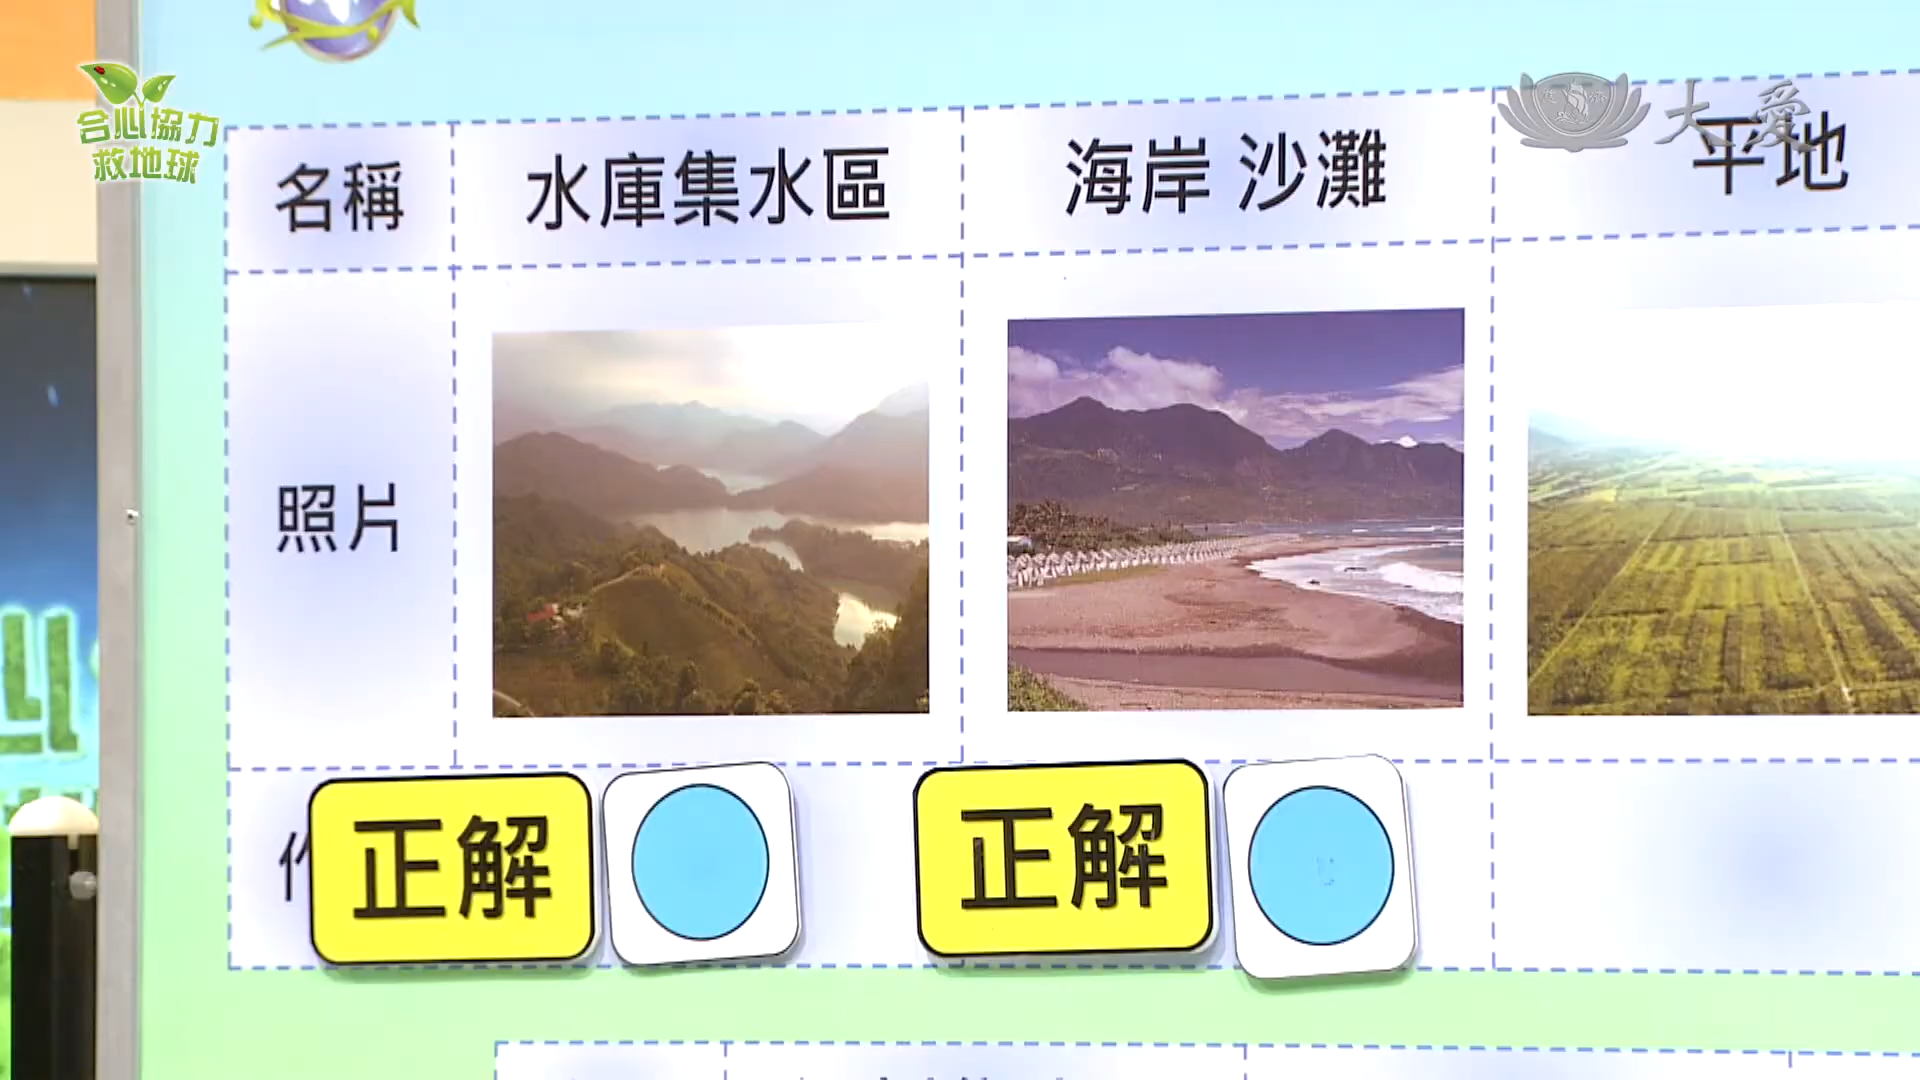 合心協力
救地球
大愛
名稱
水庫集水區
海岸 沙灘
平地
照片
正解
正解